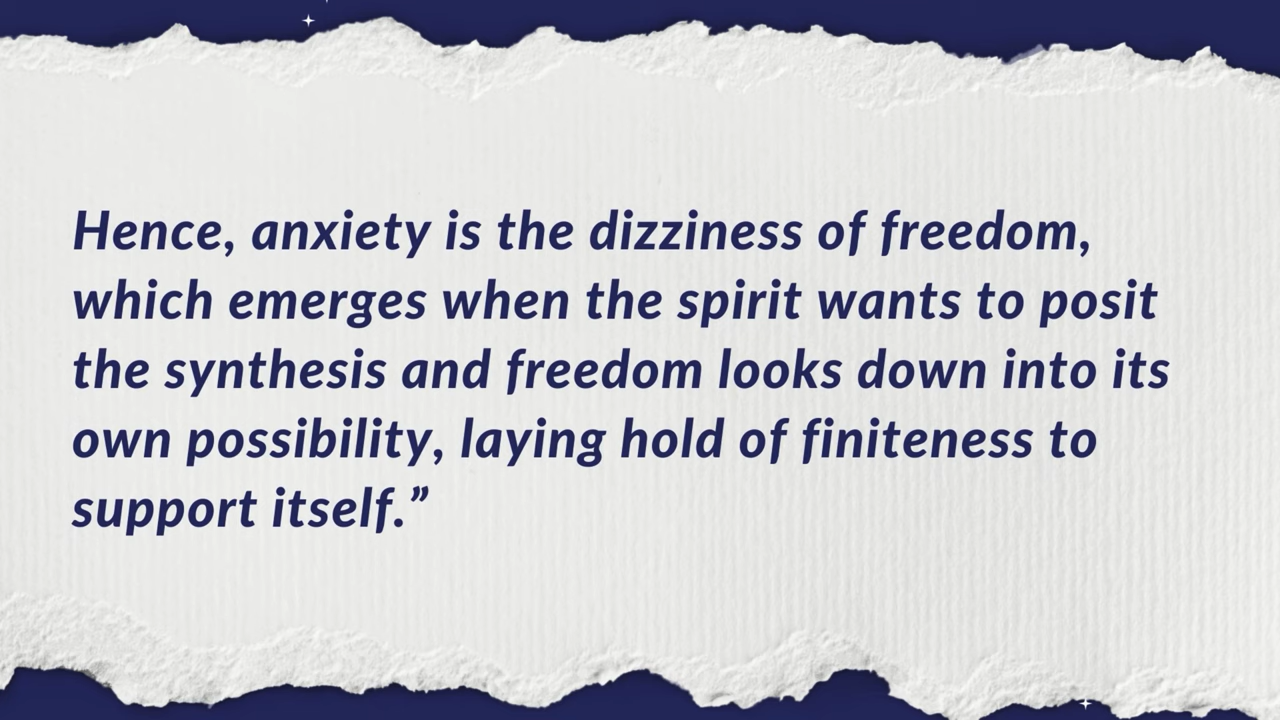 Hence, anxiety is the dizziness of freedom,
which emerges when the spirit wants to posit
the synthesis and freedom looks down into its
own possibility, laying hold of finiteness to
support itself.”